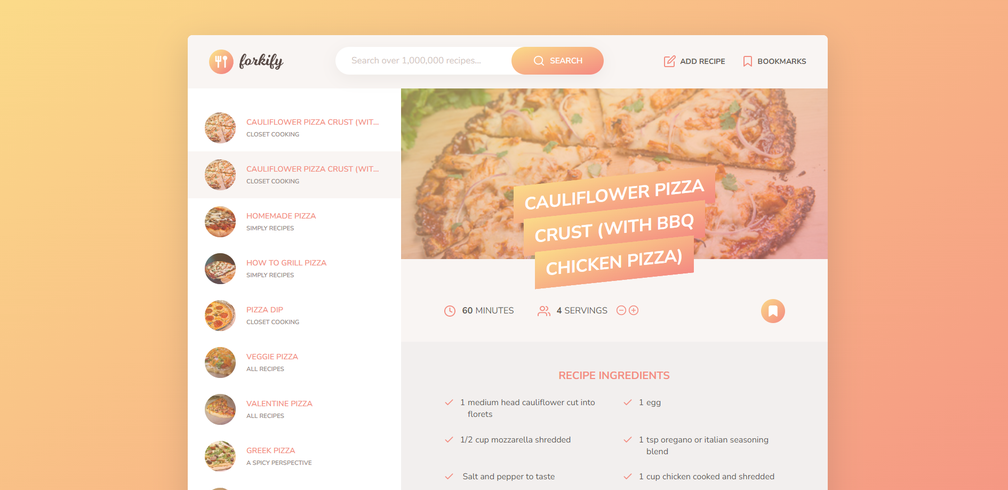 forkify
Search over 1,000,000 recipes...
SEARCH
ADD RECIPE
BOOKMARKS
CAULIFLOWER PIZZA CRUST (WIT...
CLOSET COOKING
CAULIFLOWER PIZZA CRUST (WIT...
CLOSET COOKING
HOMEMADE PIZZA
SIMPLY RECIPES
HOW TO GRILL PIZZA
SIMPLY RECIPES
PIZZA DIP
CLOSET COOKING
VEGGIE PIZZA
ALL RECIPES
VALENTINE PIZZA
ALL RECIPES
GREEK PIZZA
A SPICY PERSPECTIVE
CAULIFLOWER PIZZA
CRUST (WITH BBQ
CHICKEN PIZZA)
60 MINUTES
4 SERVINGS
RECIPE INGREDIENTS
1 medium head cauliflower cut into
florets
1 egg
1/2 cup mozzarella shredded
1 tsp oregano or italian seasoning
blend
Salt and pepper to taste
1 cup chicken cooked and shredded